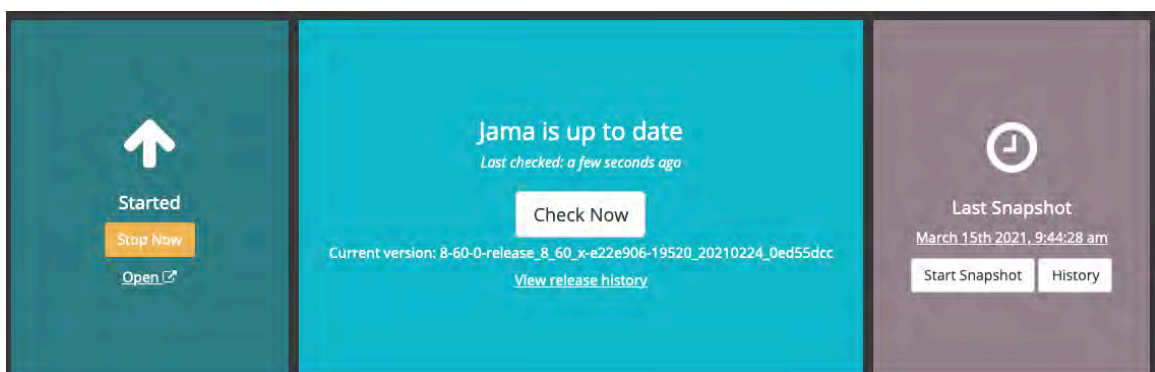 Started
Stop Now
Open
Jama is up to date
Last checked: a few seconds ago
Check Now
Current version: 8-60-0-release_8_60_x-e22e906-19520_20210224_0ed55dcc
View release history
Last Snapshot
March 15th 2021, 9:44:28 am
Start Snapshot
History